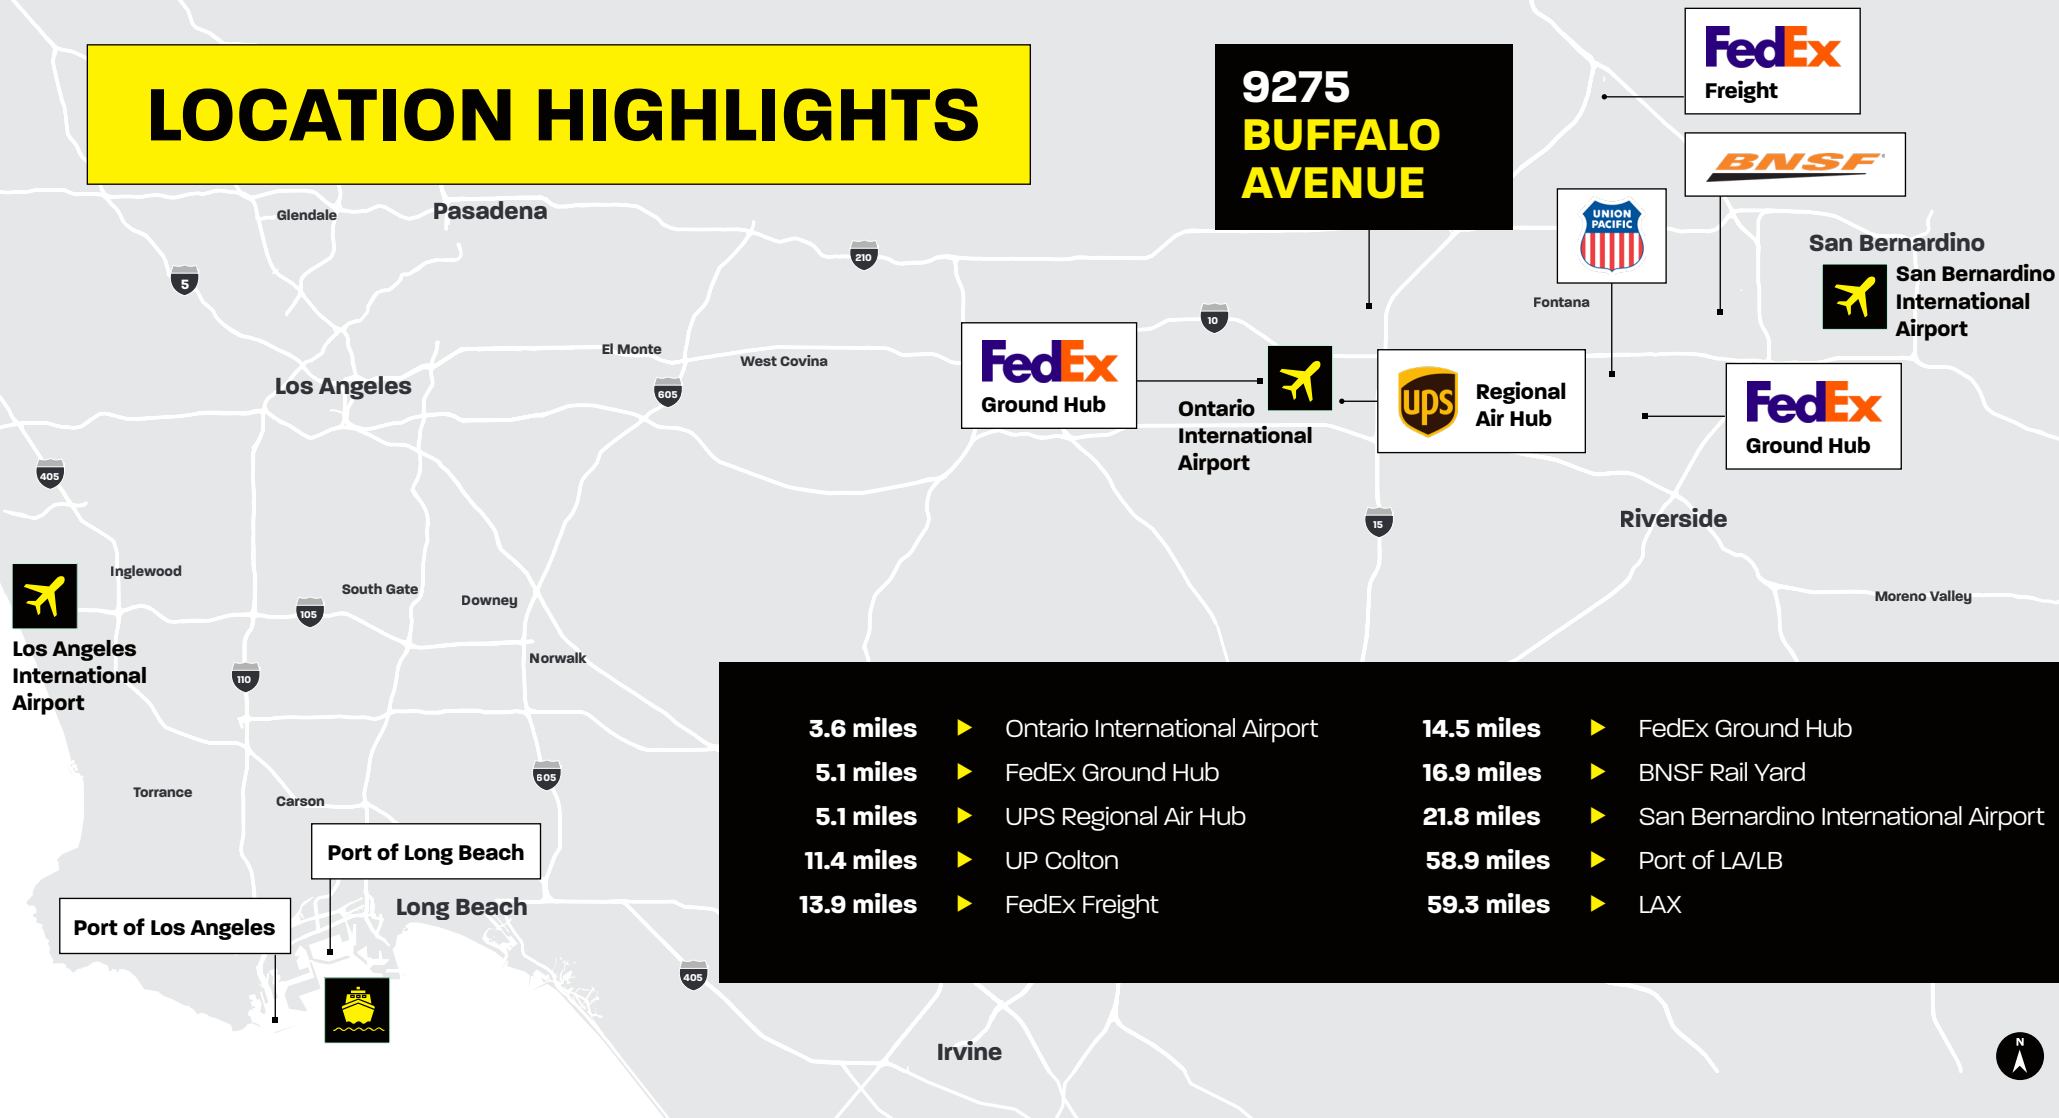 LOCATION HIGHLIGHTS
9275
BUFFALO
AVENUE
FedEx
Freight
BNSF
UNION
PACIFIC
Glendale
Pasadena
San Bernardino
San Bernardino
International
Airport
210
5
Fontana
10
El Monte
West Covina
605
Los Angeles
FedEx
Ground Hub
Ontario
International
Airport
ups
Regional
Air Hub
FedEx
Ground Hub
405
15
Riverside
Inglewood
South Gate
Downey
105
Moreno Valley
Los Angeles
International
Airport
110
Norwalk
605
Torrance
Carson
Port of Long Beach
Port of Los Angeles
Long Beach
405
Irvine
3.6 miles Ontario International Airport
5.1 miles FedEx Ground Hub
5.1 miles UPS Regional Air Hub
11.4 miles UP Colton
13.9 miles FedEx Freight
14.5 miles FedEx Ground Hub
16.9 miles BNSF Rail Yard
21.8 miles San Bernardino International Airport
58.9 miles Port of LA/LB
59.3 miles LAX
N